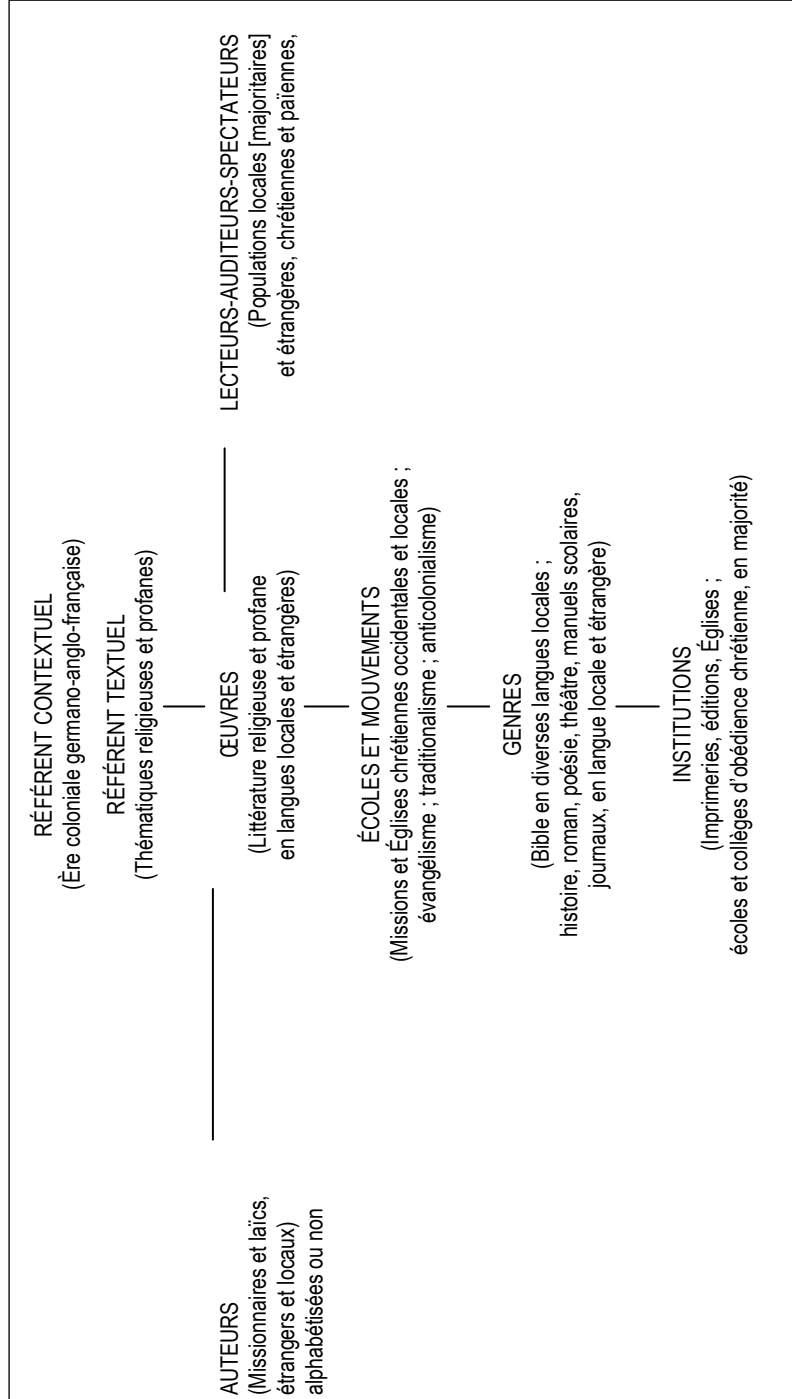 RÉFÉRENT CONTEXTUEL
(Ère coloniale germano-anglo-française)
RÉFÉRENT TEXTUEL
(Thématiques religieuses et profanes)
AUTEURS
(Missionnaires et laïcs,
étrangers et locaux)
alphabétisées ou non
ŒUVRES
(Littérature religieuse et profane
en langues locales et étrangères)
LECTEURS-AUDITEURS-SPECTATEURS
(Populations locales [majoritaires]
et étrangères, chrétiennes et païennes,
ÉCOLES ET MOUVEMENTS
(Missions et Églises chrétiennes occidentales et locales ;
évangélisme ; traditionalisme ; anticolonialisme)
GENRES
(Bible en diverses langues locales ;
histoire, roman, poésie, théâtre, manuels scolaires,
journaux, en langue locale et étrangère)
INSTITUTIONS
(Imprimeries, éditions, Églises ;
écoles et collèges d'obédience chrétienne, en majorité)